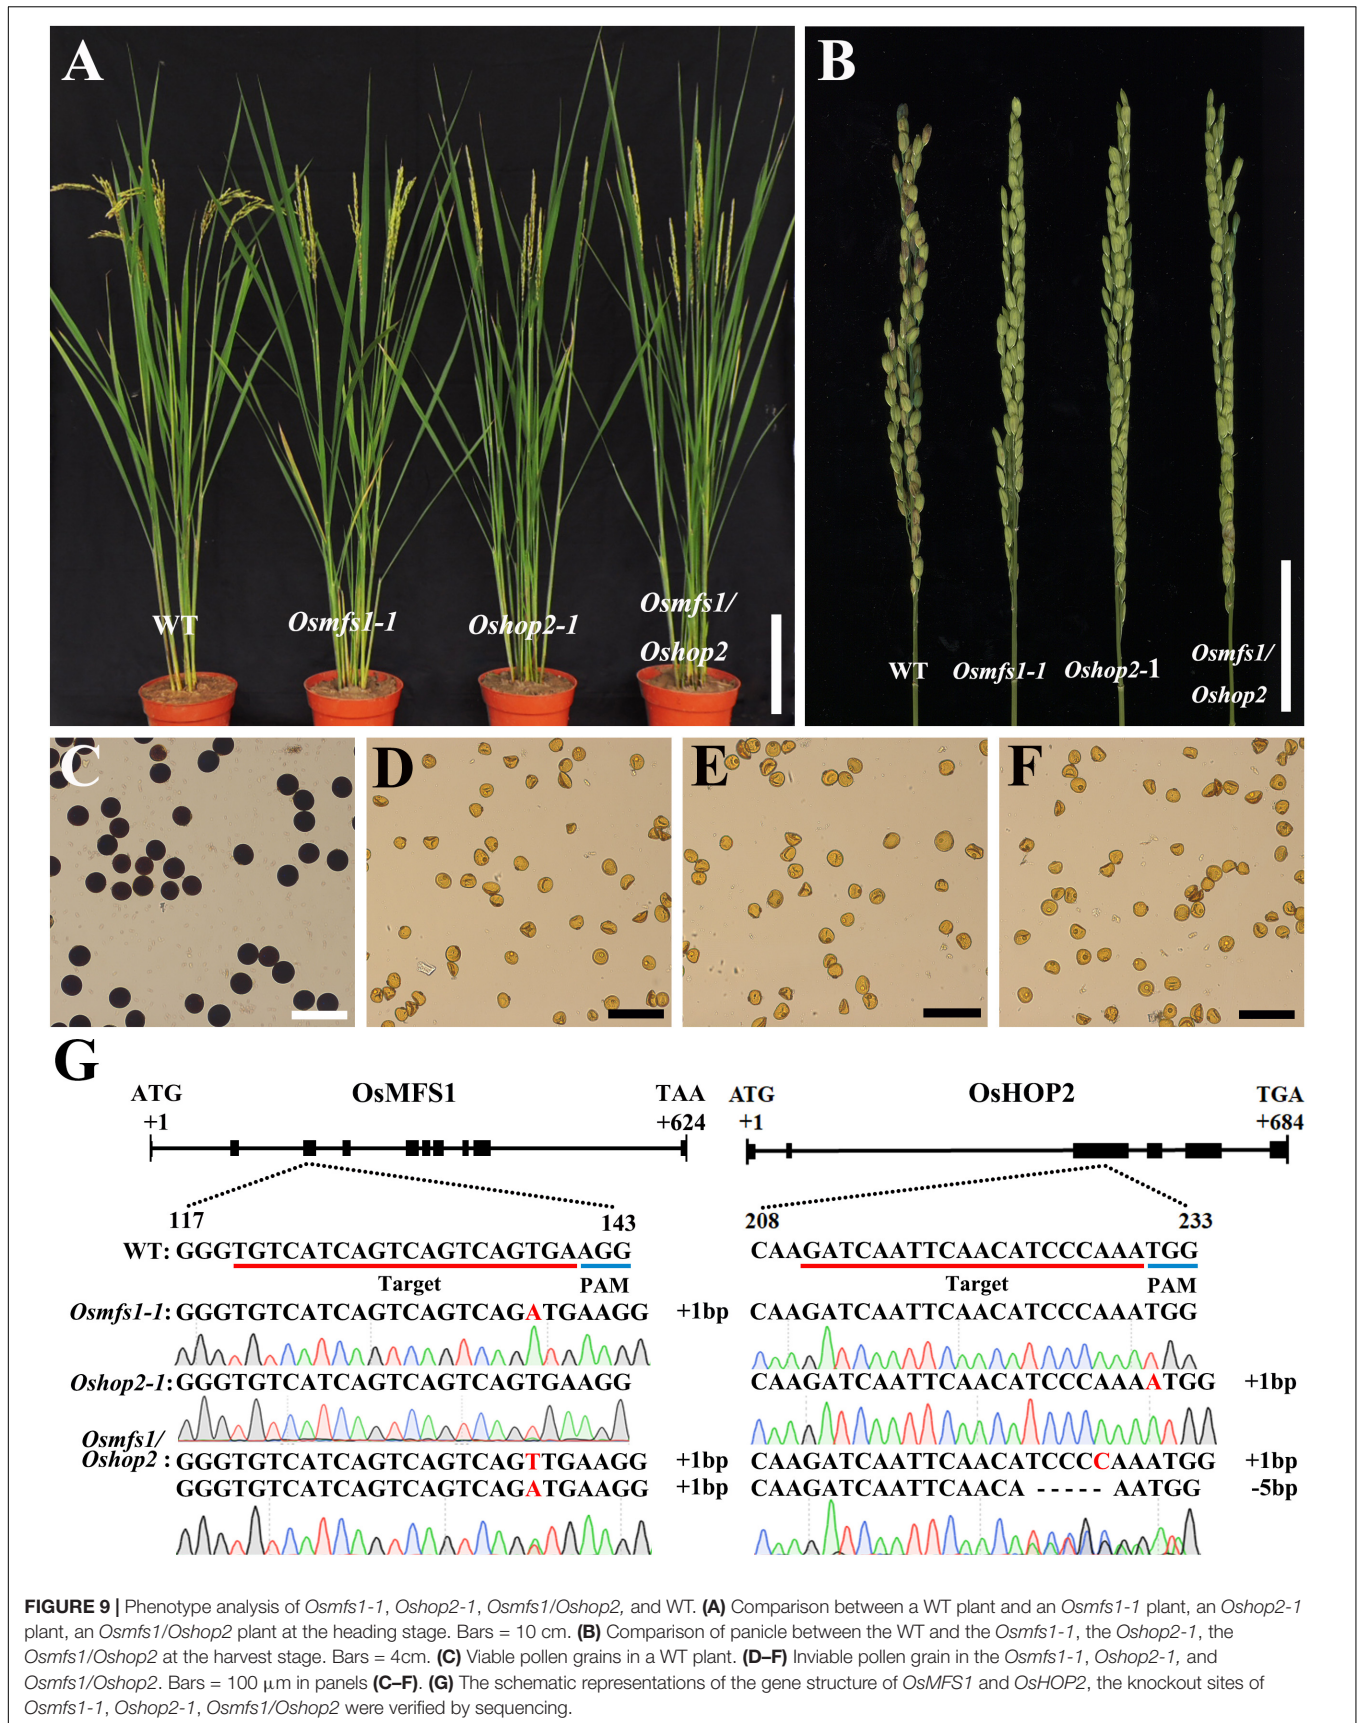 A
B
WT
Osmfs1-1
Oshop2-1
Osmfs1/
Oshop2
WT
Osmfs1-1
Oshop2-1
Osmfs1/
Oshop2
C
D
E
F
G
ATG
OsMFS1
TAA
ATG
OsHOP2
TGA
+1
+624
+1
+684
117
143
208
233
WT: GGGTGTCATCAGTCAGTCAGTGAAGG
CAAGATCAATTCAACATCCCAAATGG
Target
PAM
Target
PAM
Osmfs1-1: GGGTGTCATCAGTCAGTCAGATGAAGG +1bp
CAAGATCAATTCAACATCCCAAATGG
Oshop2-1: GGGTGTCATCAGTCAGTCAGTGAAGG
CAAGATCAATTCAACATCCCAAAATGG +1bp
Osmfs1/
Oshop2 : GGGTGTCATCAGTCAGTCAGTTGAAGG +1bp
CAAGATCAATTCAACATCCCCAAATGG +1bp
GGGTGTCATCAGTCAGTCAGATGAAGG +1bp
CAAGATCAATTCAACA - - - - - AATGG -5bp
FIGURE 9 | Phenotype analysis of Osmfs1-1, Oshop2-1, Osmfs1/Oshop2, and WT. (A) Comparison between a WT plant and an Osmfs1-1 plant, an Oshop2-1
plant, an Osmfs1/Oshop2 plant at the heading stage. Bars = 10 cm. (B) Comparison of panicle between the WT and the Osmfs1-1, the Oshop2-1, the
Osmfs1/Oshop2 at the harvest stage. Bars = 4cm. (C) Viable pollen grains in a WT plant. (D–F) Inviable pollen grain in the Osmfs1-1, Oshop2-1, and
Osmfs1/Oshop2. Bars = 100 μm in panels (C–F). (G) The schematic representations of the gene structure of OsMFS1 and OsHOP2, the knockout sites of
Osmfs1-1, Oshop2-1, Osmfs1/Oshop2 were verified by sequencing.